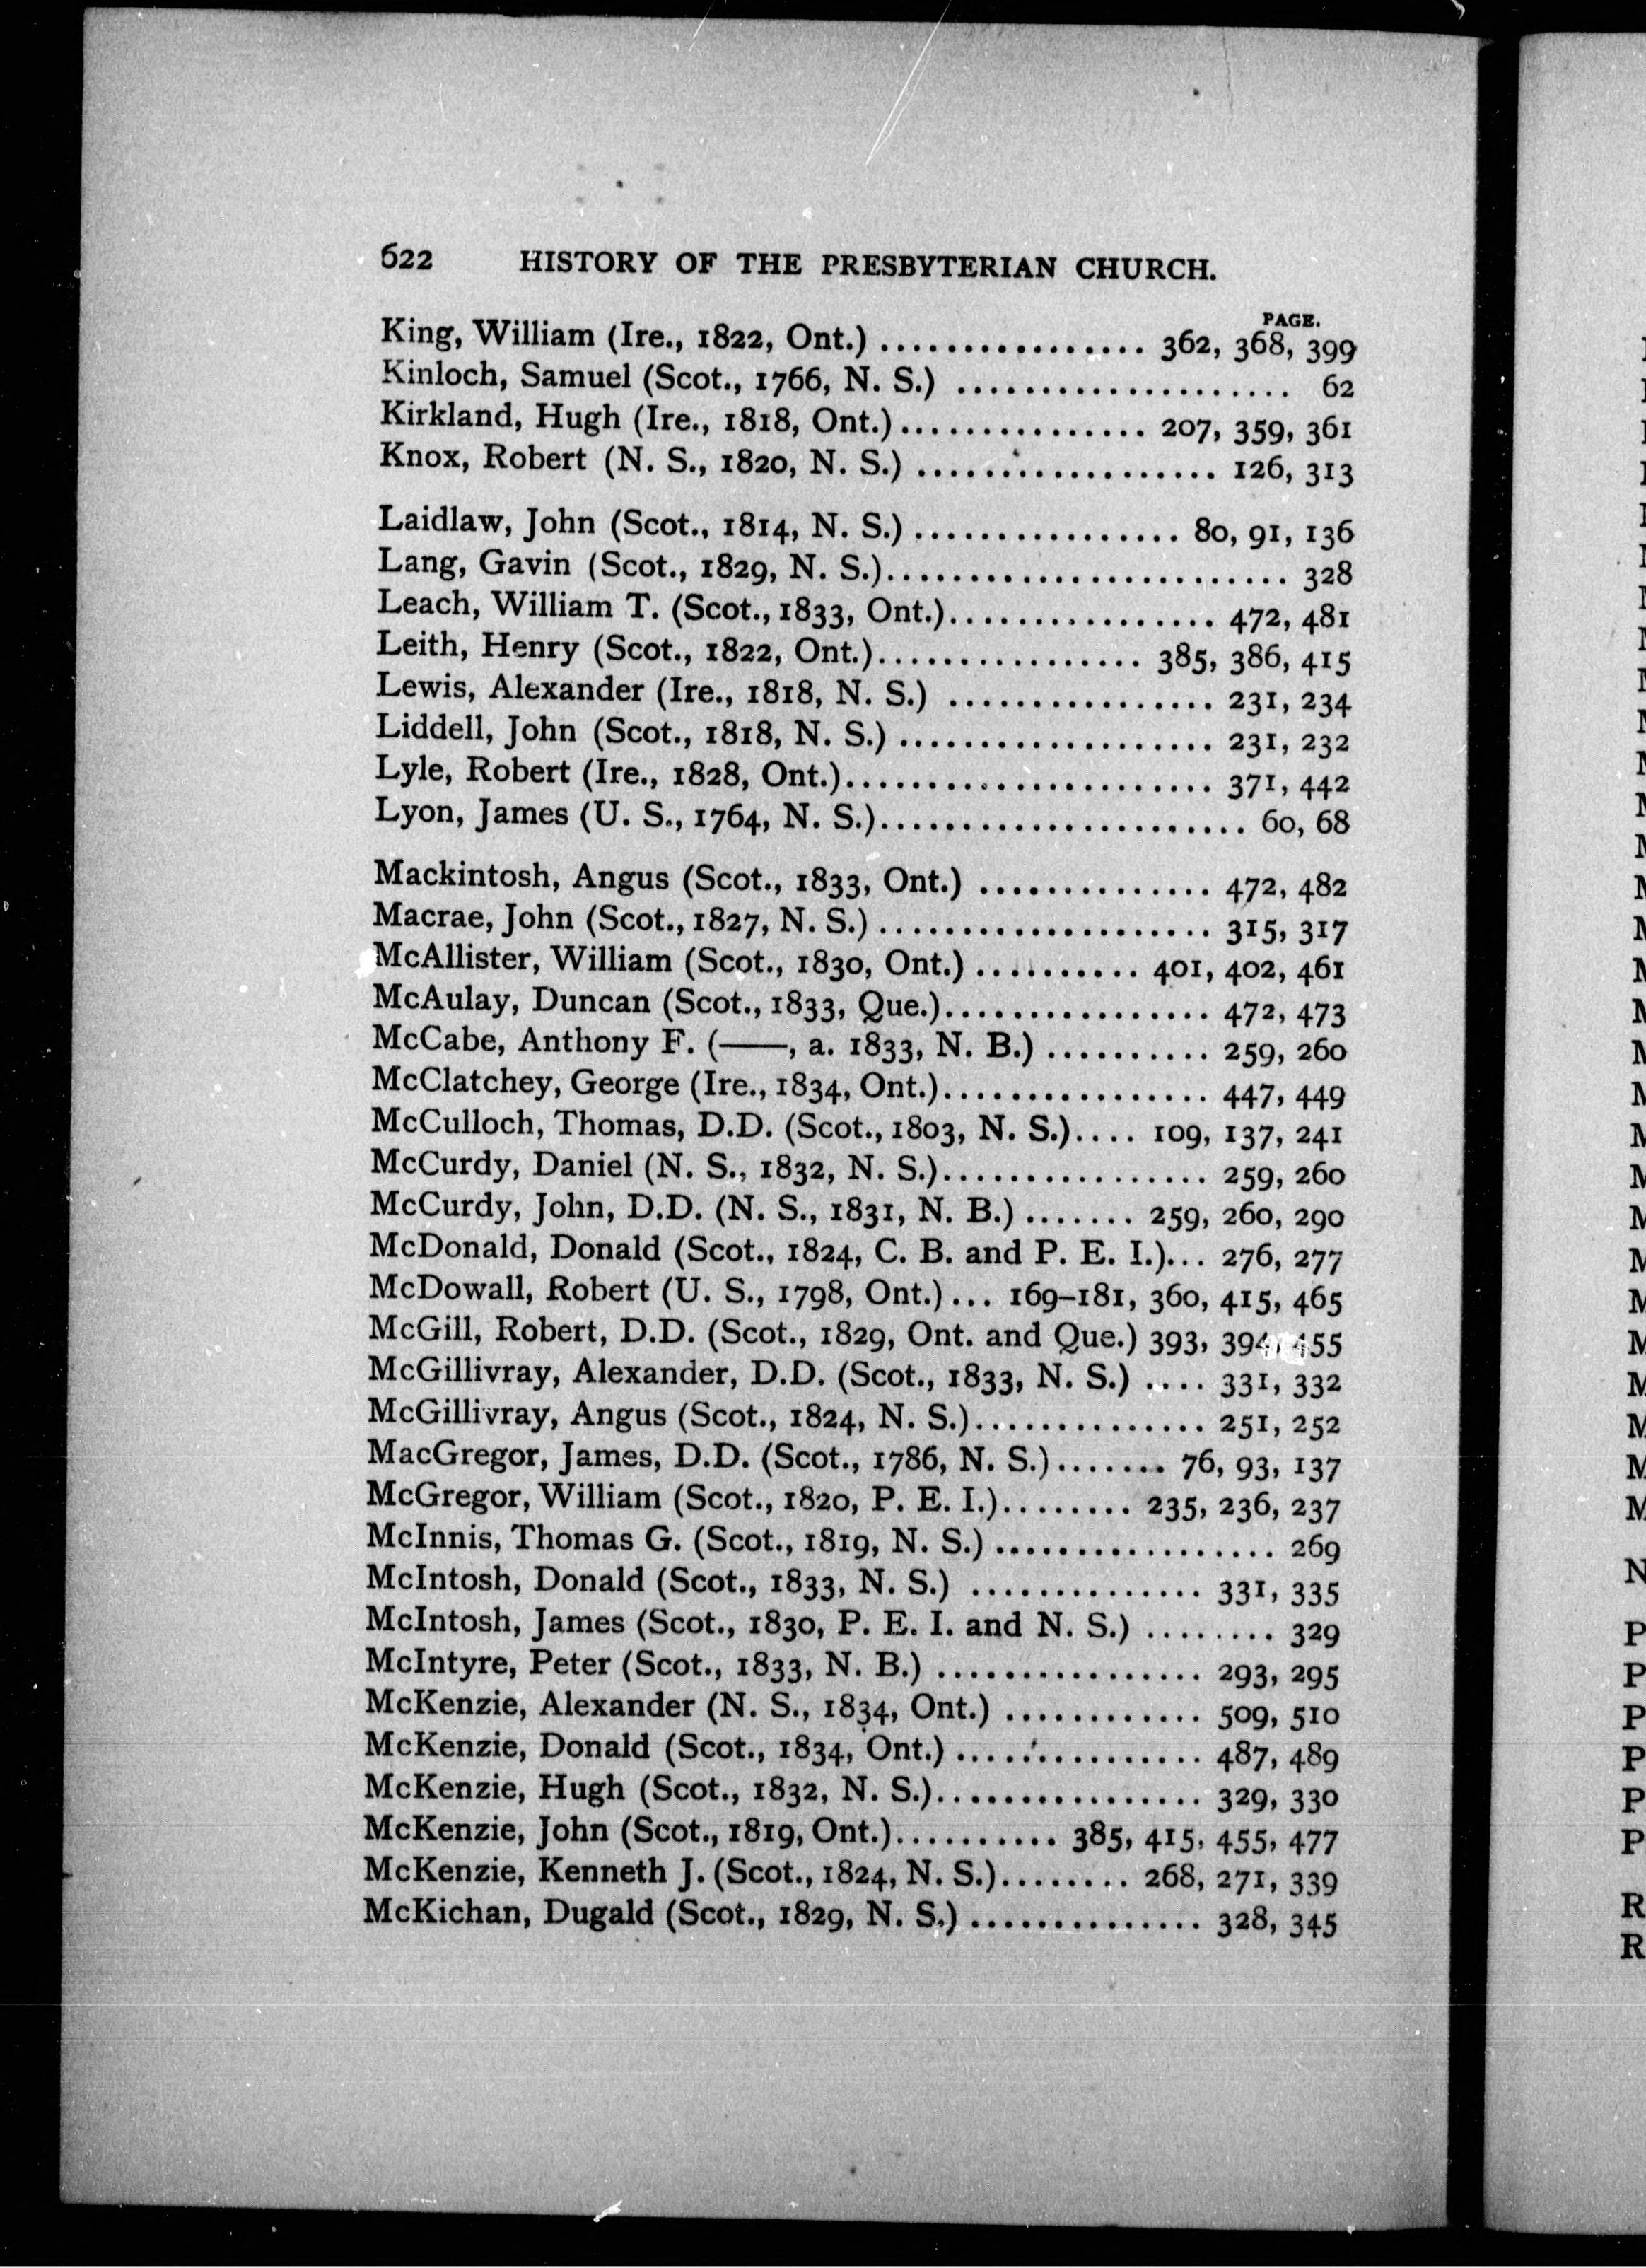 622 HISTORY OF THE PRESBYTERIAN CHURCH.
PAGE.
King, William (Ire., 1822, Ont.) ................ 362, 368, 399
Kinloch, Samuel (Scot., 1766, N. S.) ..................... 62
Kirkland, Hugh (Ire., 1818, Ont.)............... 207, 359, 361
Knox, Robert (N. S., 1820, N. S.) .................. 126, 313
Laidlaw, John (Scot., 1814, N. S.) ................ 80, 91, 136
Lang, Gavin (Scot., 1829, N. S.)......................... 328
Leach, William T. (Scot., 1833, Ont.)................ 472, 481
Leith, Henry (Scot., 1822, Ont.)................ 385, 386, 415
Lewis, Alexander (Ire., 1818, N. S.) ................ 231, 234
Liddell, John (Scot., 1818, N. S.) ................... 231, 232
Lyle, Robert (Ire., 1828, Ont.)...................... 371, 442
Lyon, James (U. S., 1764, N. S.)....................... 60, 68
Mackintosh, Angus (Scot., 1833, Ont.) .............. 472, 482
Macrae, John (Scot., 1827, N. S.) .................... 315, 317
McAllister, William (Scot., 1830, Ont.) .......... 401, 402, 461
McAulay, Duncan (Scot., 1833, Que.)................ 472, 473
McCabe, Anthony F. (——, a. 1833, N. B.) .......... 259, 260
McClatchey, George (Ire., 1834, Ont.)................ 447, 449
McCulloch, Thomas, D.D. (Scot., 1803, N. S.).... 109, 137, 241
McCurdy, Daniel (N. S., 1832, N. S.)................ 259, 260
McCurdy, John, D.D. (N. S., 1831, N. B.) ....... 259, 260, 290
McDonald, Donald (Scot., 1824, C. B. and P. E. I.)... 276, 277
McDowall, Robert (U. S., 1798, Ont.)... 169–181, 360, 415, 465
McGill, Robert, D.D. (Scot., 1829, Ont. and Que.) 393, 394, 455
McGillivray, Alexander, D.D. (Scot., 1833, N. S.) .... 331, 332
McGillivray, Angus (Scot., 1824, N. S.).............. 251, 252
MacGregor, James, D.D. (Scot., 1786, N. S.)....... 76, 93, 137
McGregor, William (Scot., 1820, P. E. I.)........ 235, 236, 237
McInnis, Thomas G. (Scot., 1819, N. S.) ................. 269
McIntosh, Donald (Scot., 1833, N. S.) .............. 331, 335
McIntosh, James (Scot., 1830, P. E. I. and N. S.) ........ 329
McIntyre, Peter (Scot., 1833, N. B.) ................ 293, 295
McKenzie, Alexander (N. S., 1834, Ont.) ............ 509, 510
McKenzie, Donald (Scot., 1834, Ont.) ............... 487, 489
McKenzie, Hugh (Scot., 1832, N. S.)................ 329, 330
McKenzie, John (Scot., 1819, Ont.).......... 385, 415, 455, 477
McKenzie, Kenneth J. (Scot., 1824, N. S.)........ 268, 271, 339
McKichan, Dugald (Scot., 1829, N. S.) .............. 328, 345